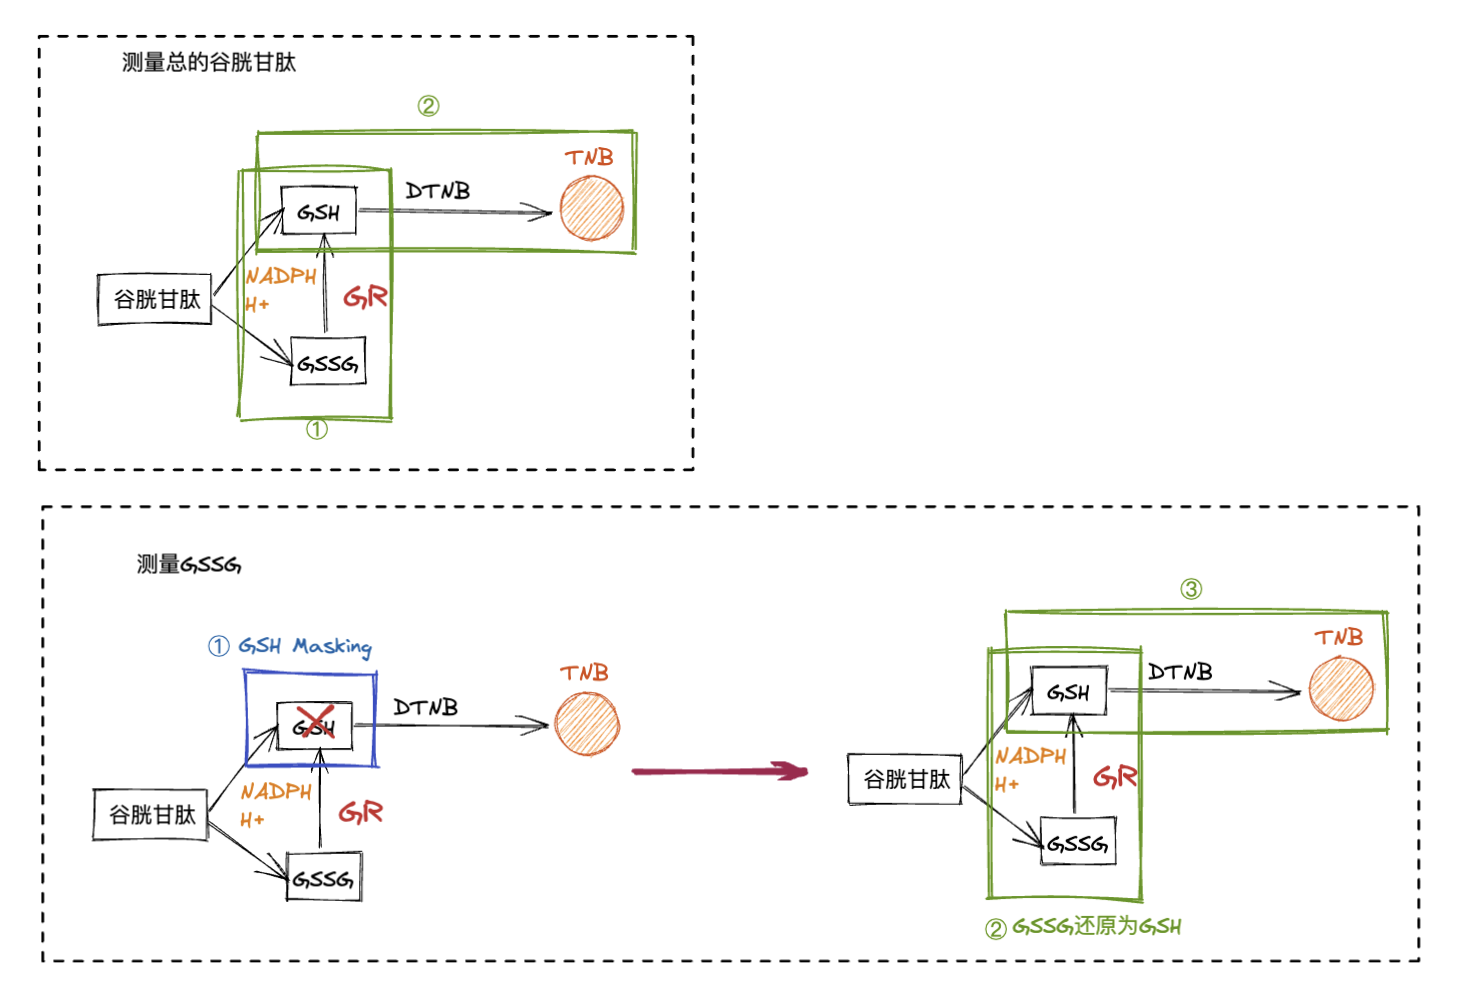 测量总的谷胱甘肽
②
TNB
DTNB
GSH
NADPH
H+
GR
谷胱甘肽
GSSG
①
测量GSSG
① GSH Masking
TNB
DTNB
GSH
NADPH
H+
GR
谷胱甘肽
GSSG
③
TNB
DTNB
GSH
NADPH
H+
GR
谷胱甘肽
GSSG
② GSSG还原为GSH